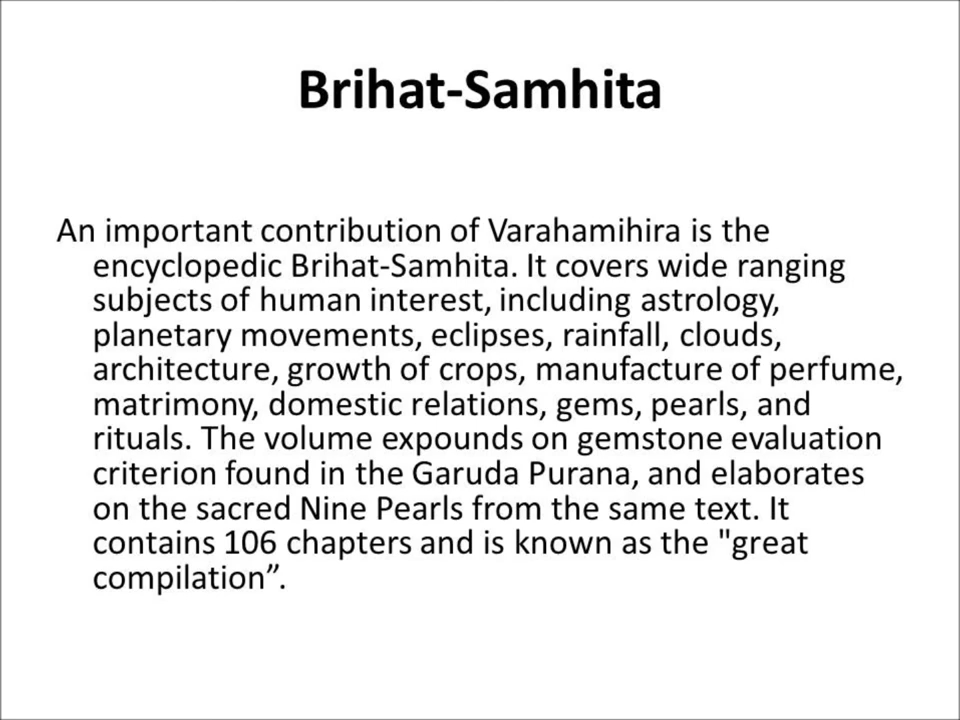 Brihat-Samhita
An important contribution of Varahamihira is the
encyclopedic Brihat-Samhita. It covers wide ranging
subjects of human interest, including astrology,
planetary movements, eclipses, rainfall, clouds,
architecture, growth of crops, manufacture of perfume,
matrimony, domestic relations, gems, pearls, and
rituals. The volume expounds on gemstone evaluation
criterion found in the Garuda Purana, and elaborates
on the sacred Nine Pearls from the same text. It
contains 106 chapters and is known as the "great
compilation”.